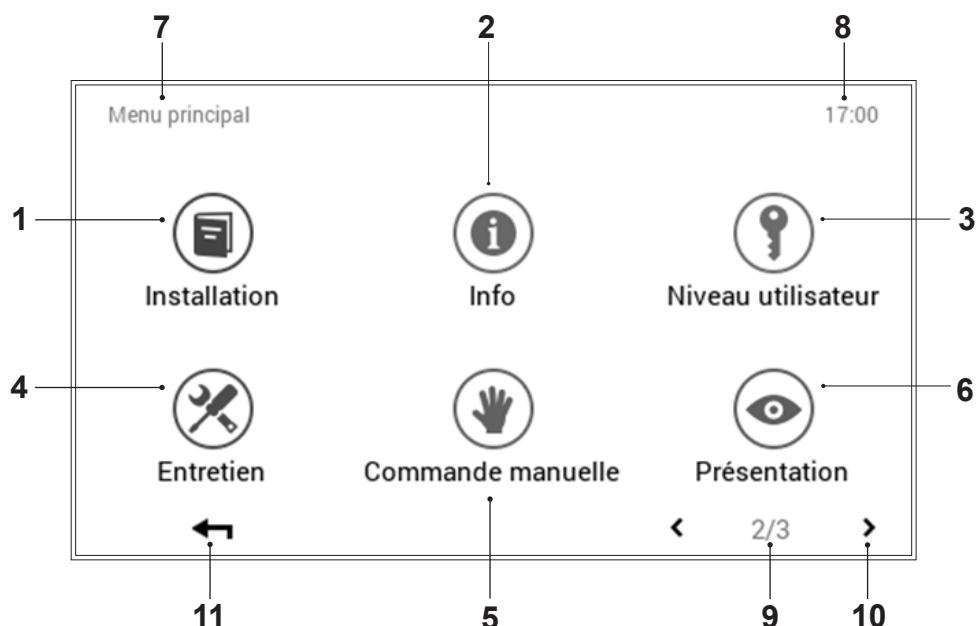 7 2 8
Menu principal 17:00
1 3
Installation Info Niveau utilisateur
4 6
Entretien Commande manuelle Présentation
2/3
11 5 9 10